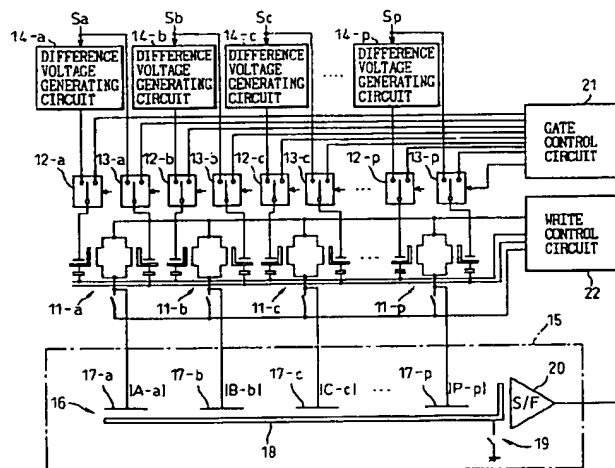 Sa Sb Sc Sp
14-a 14-b 14-c 14-p
DIFFERENCE VOLTAGE GENERATING CIRCUIT
DIFFERENCE VOLTAGE GENERATING CIRCUIT
DIFFERENCE VOLTAGE GENERATING CIRCUIT
DIFFERENCE VOLTAGE GENERATING CIRCUIT
21
GATE CONTROL CIRCUIT
12-a 13-a 12-b 13-b 12-c 13-c 12-p 13-p
WRITE CONTROL CIRCUIT
22
11-a 11-b 11-c 11-p
15
17-a |A-a| 17-b |B-b| 17-c |C-c| 17-p |P-p|
20
S/F
16
18
19